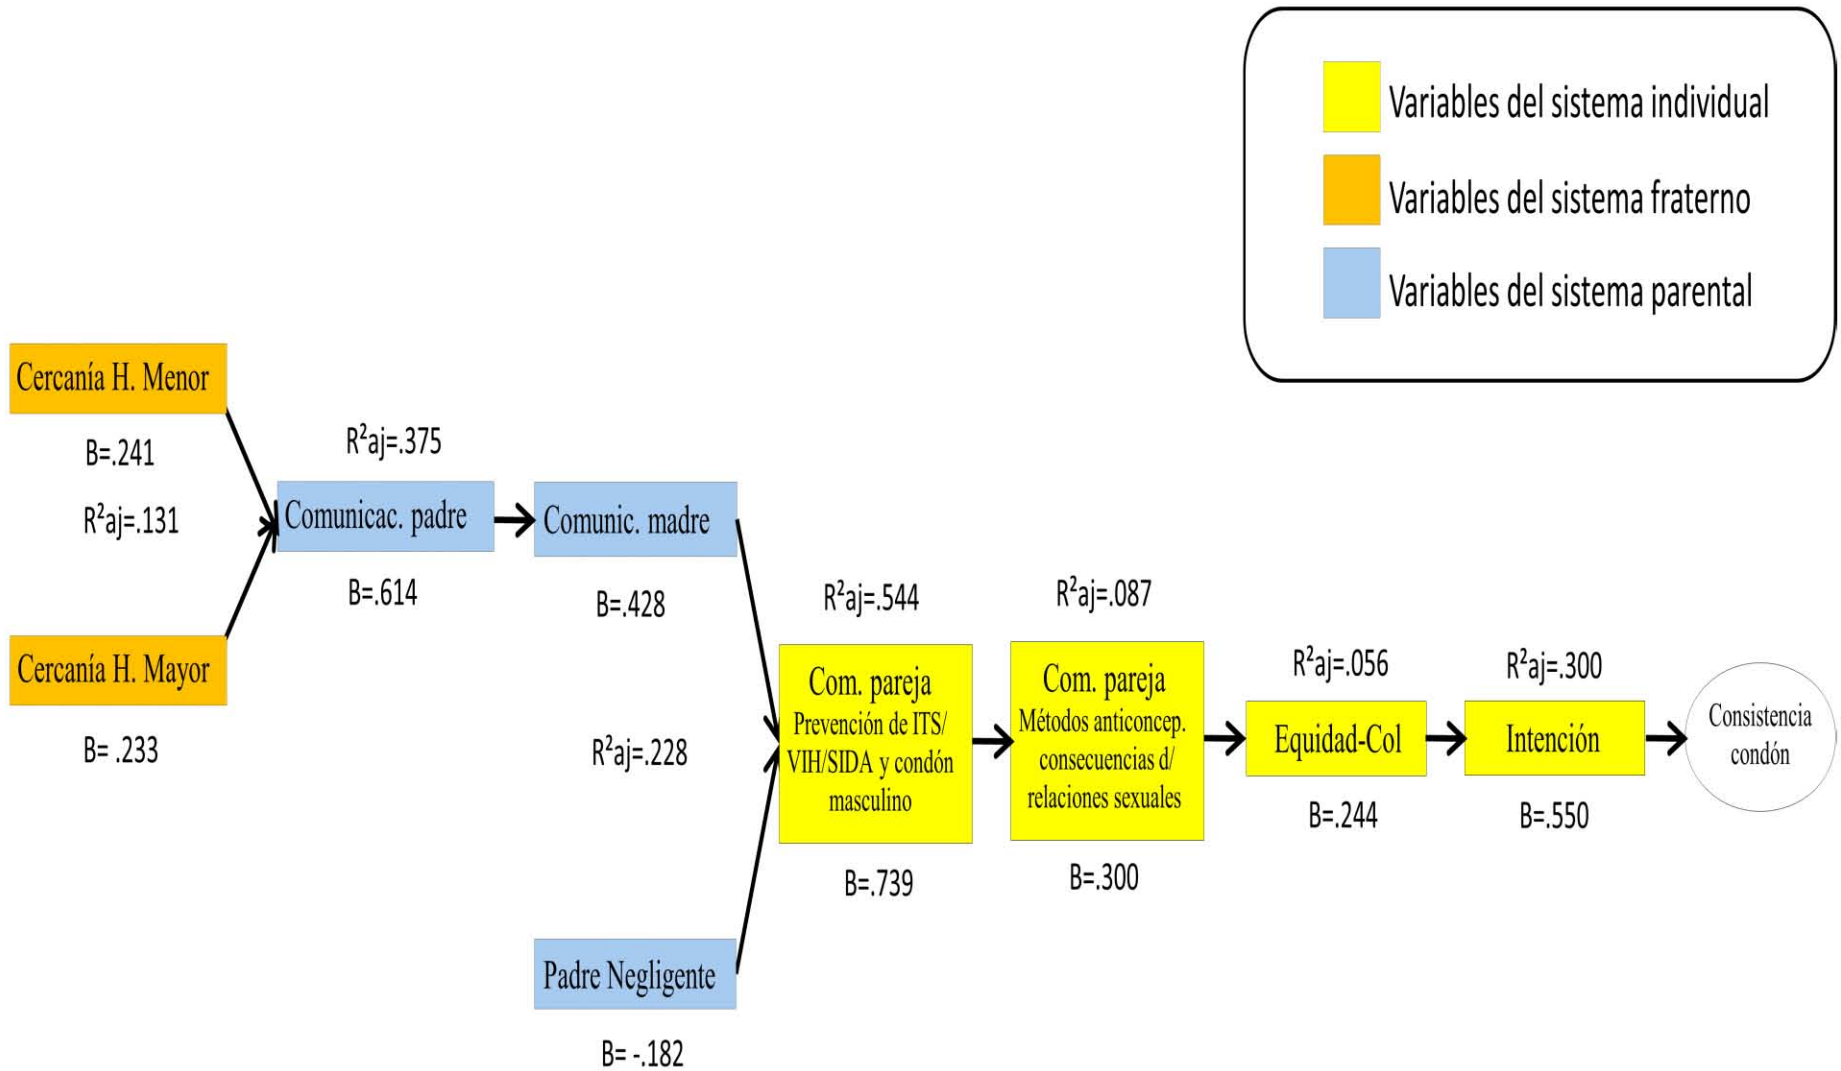 Variables del sistema individual
Variables del sistema fraterno
Variables del sistema parental
Cercanía H. Menor
B=.241
R²aj=.131
Cercanía H. Mayor
B= .233
R²aj=.375
Comunicac. padre
B=.614
Comunic. madre
B=.428
R²aj=.228
Padre Negligente
B= -.182
R²aj=.544
Com. pareja
Prevención de ITS/
VIH/SIDA y condón
masculino
B=.739
R²aj=.087
Com. pareja
Métodos anticoncep.
consecuencias d/
relaciones sexuales
B=.300
R²aj=.056
Equidad-Col
B=.244
R²aj=.300
Intención
B=.550
Consistencia
condón